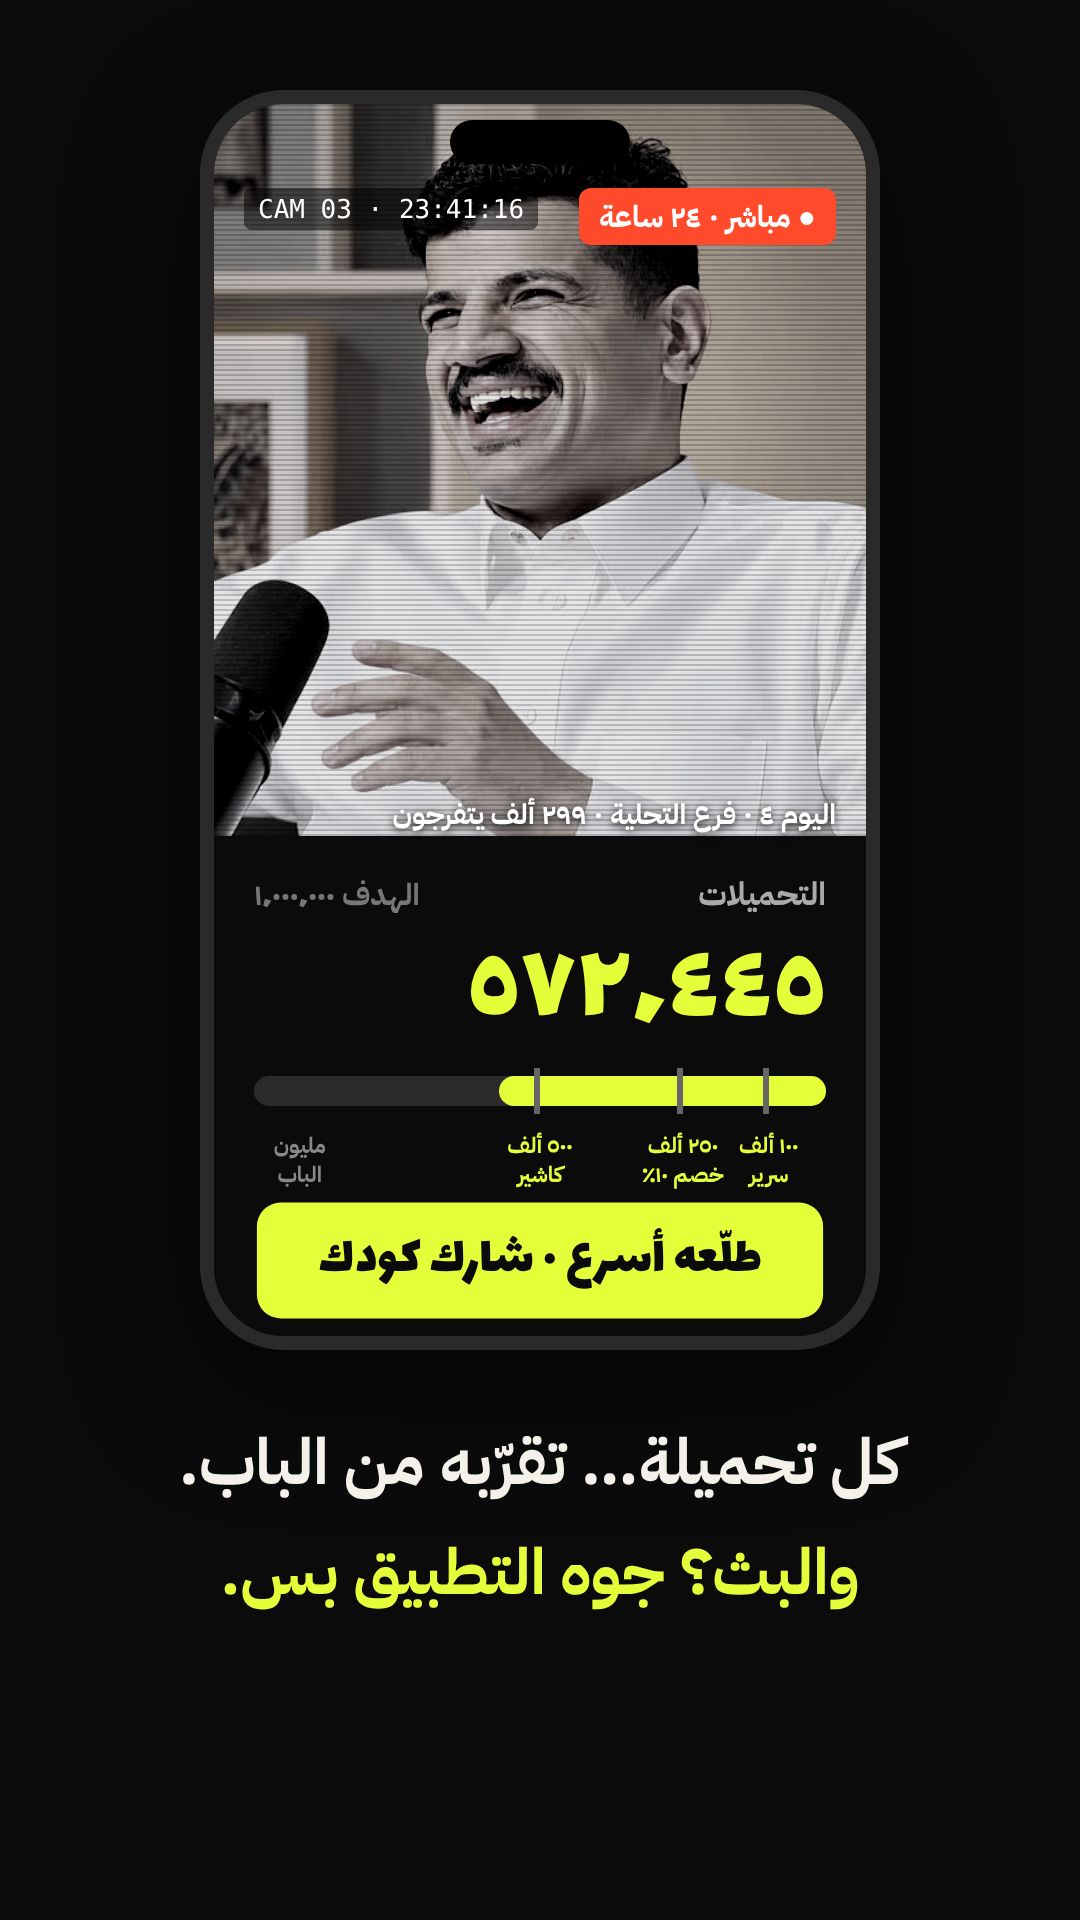 CAM 03 · 23:41:16
● مباشر · ٢٤ ساعة
اليوم ٤ · فرع التحلية · ٢٩٩ ألف يتفرجون
التحميلات
الهدف ١,٠٠٠,٠٠٠
٥٧٢,٤٤٥
١٠٠ ألف
سرير
٢٥٠ ألف
خصم ١٠٪
٥٠٠ ألف
كاشير
مليون
الباب
طلّعه أسرع · شارك كودك
كل تحميلة... تقرّبه من الباب.
والبث؟ جوه التطبيق بس.